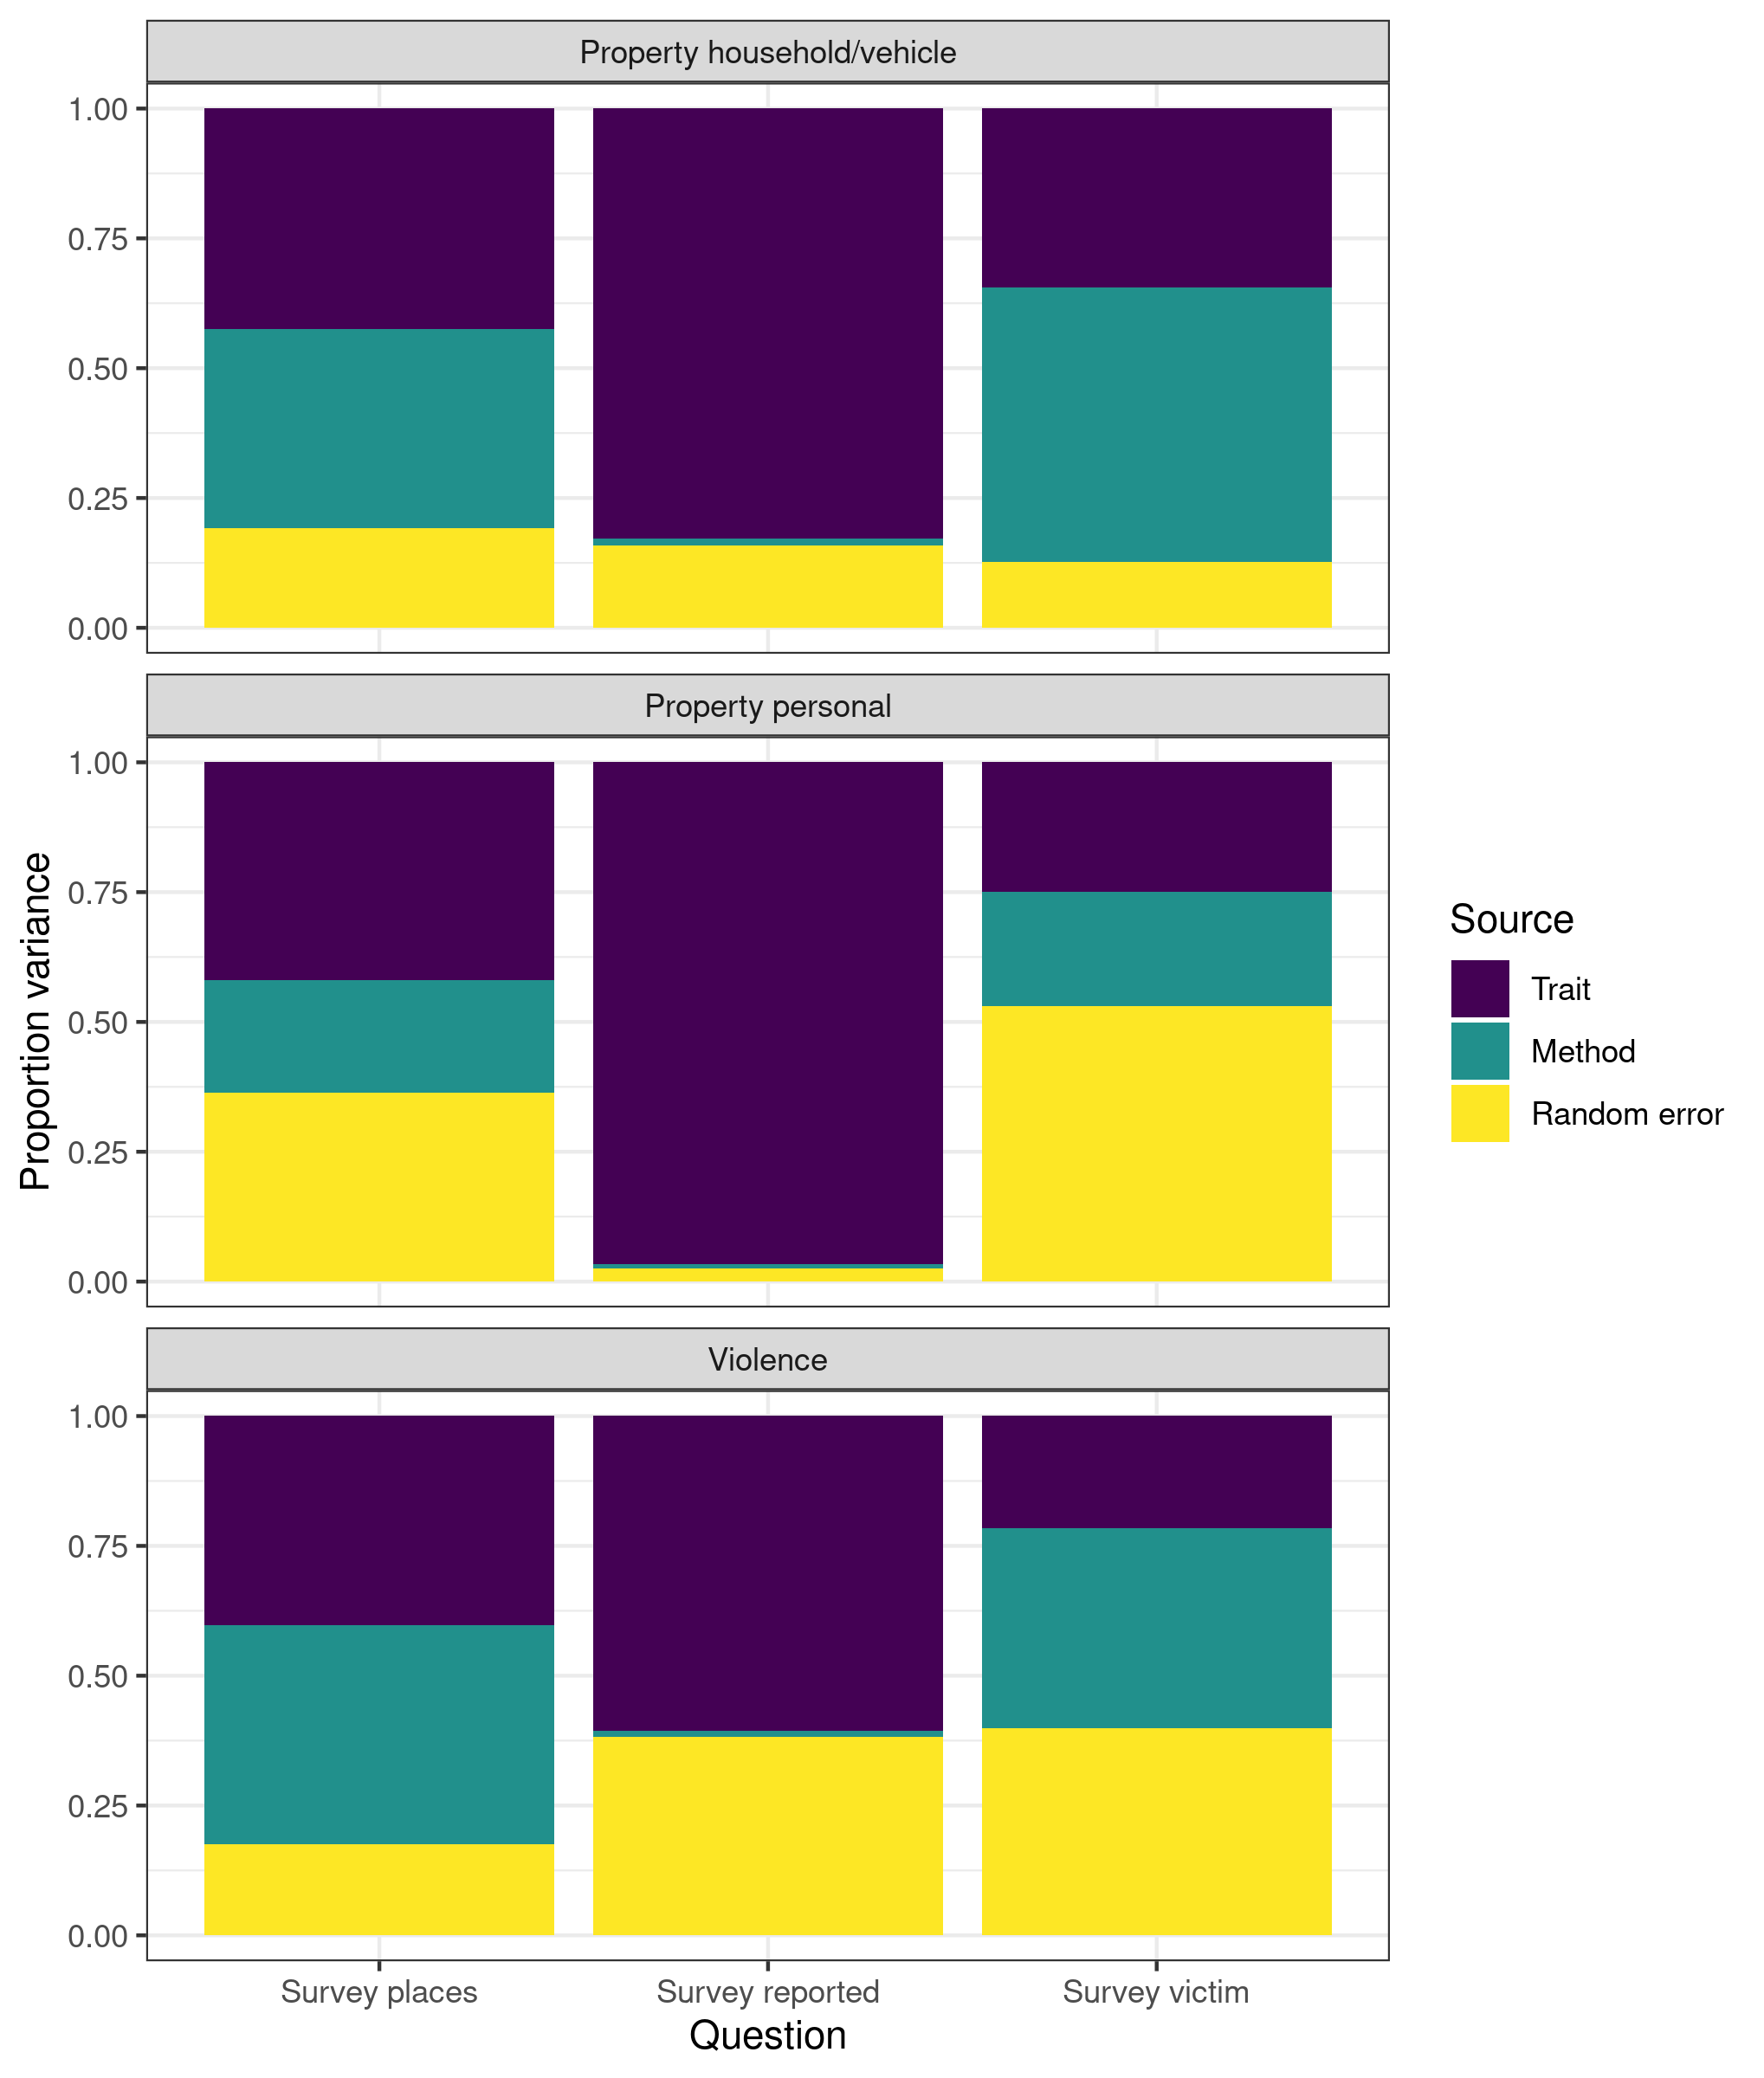 Property household/vehicle
1.00
0.75
0.50
0.25
0.00
Property personal
1.00
0.75
0.50
0.25
0.00
Violence
1.00
0.75
0.50
0.25
0.00
Survey places
Survey reported
Survey victim
Question
Proportion variance
Source
Trait
Method
Random error